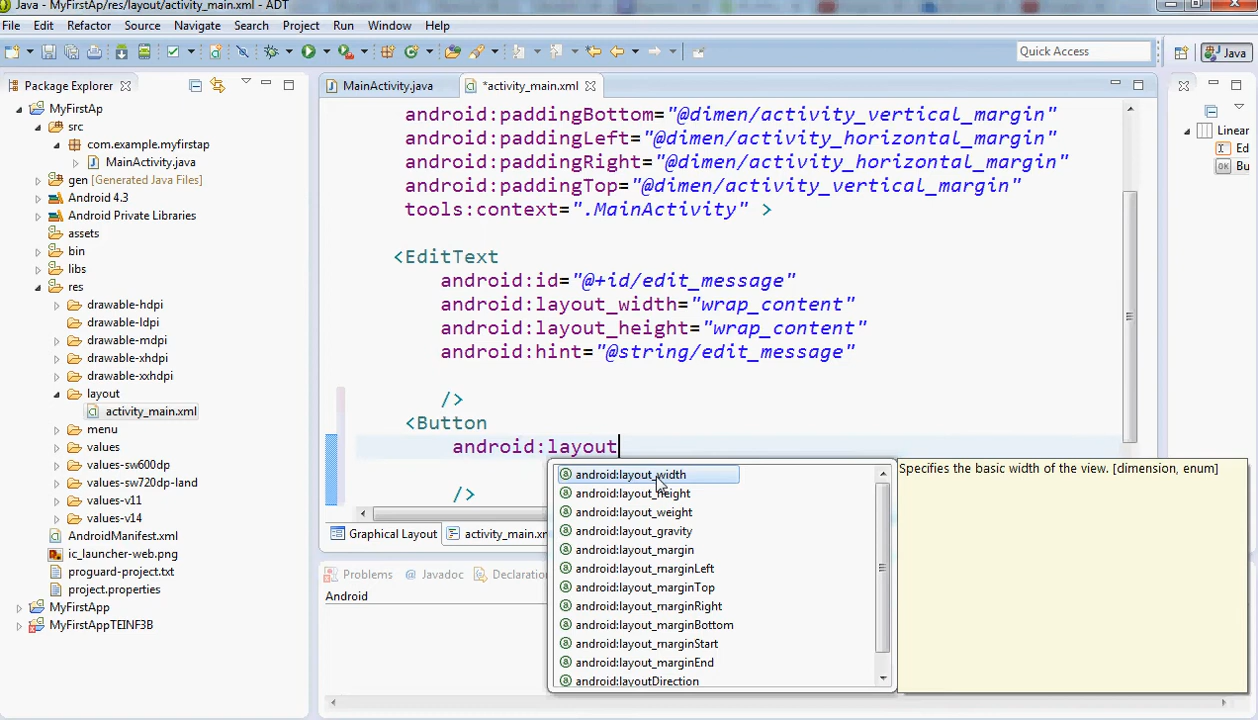 Java - MyFirstAp/res/layout/activity_main.xml - ADT
File Edit Refactor Source Navigate Search Project Run Window Help
Quick Access
Java
Package Explorer
MyFirstAp
src
com.example.myfirstap
MainActivity.java
gen [Generated Java Files]
Android 4.3
Android Private Libraries
assets
bin
libs
res
drawable-hdpi
drawable-ldpi
drawable-mdpi
drawable-xhdpi
drawable-xxhdpi
layout
activity_main.xml
menu
values
values-sw600dp
values-sw720dp-land
values-v11
values-v14
AndroidManifest.xml
ic_launcher-web.png
proguard-project.txt
project.properties
MyFirstApp
MyFirstAppTEINF3B
MainActivity.java
*activity_main.xml
android:paddingBottom="@dimen/activity_vertical_margin"
android:paddingLeft="@dimen/activity_horizontal_margin"
android:paddingRight="@dimen/activity_horizontal_margin"
android:paddingTop="@dimen/activity_vertical_margin"
tools:context=".MainActivity" >
<EditText
android:id="@+id/edit_message"
android:layout_width="wrap_content"
android:layout_height="wrap_content"
android:hint="@string/edit_message"
/>
<Button
android:layout
/>
android:layout_width
android:layout_height
android:layout_weight
android:layout_gravity
android:layout_margin
android:layout_marginLeft
android:layout_marginTop
android:layout_marginRight
android:layout_marginBottom
android:layout_marginStart
android:layout_marginEnd
android:layoutDirection
Specifies the basic width of the view. [dimension, enum]
Graphical Layout
activity_main.xn
Problems
@ Javadoc
Declaration
Android
Linear
Ed
OK Bu